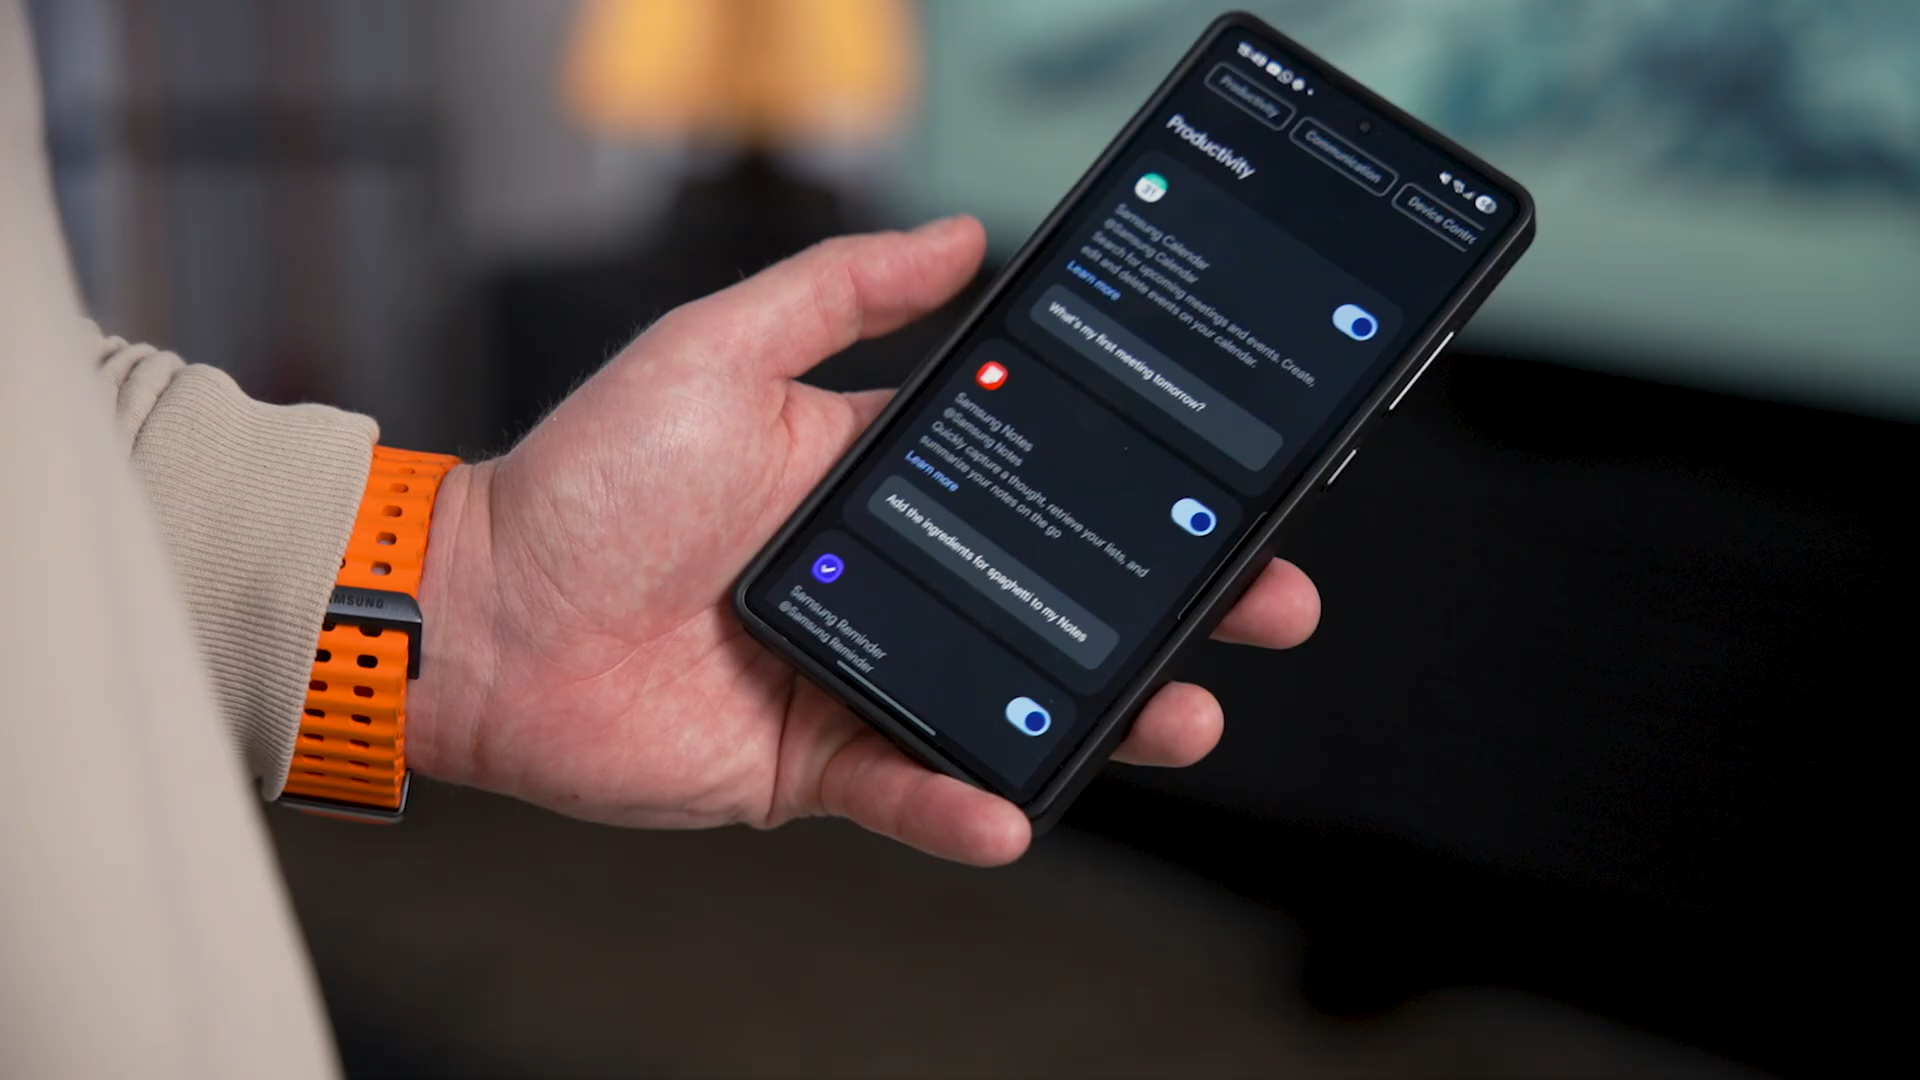 Productivity
Communication
Device Contr
Productivity
31
Samsung Calendar
@Samsung Calendar
Search for upcoming meetings and events. Create,
edit and delete events on your calendar.
Learn more
What's my first meeting tomorrow?
Samsung Notes
@Samsung Notes
Quickly capture a thought, retrieve your lists, and
summarize your notes on the go
Learn more
Add the ingredients for spaghetti to my Notes
Samsung Reminder
@Samsung Reminder
AMSUNG